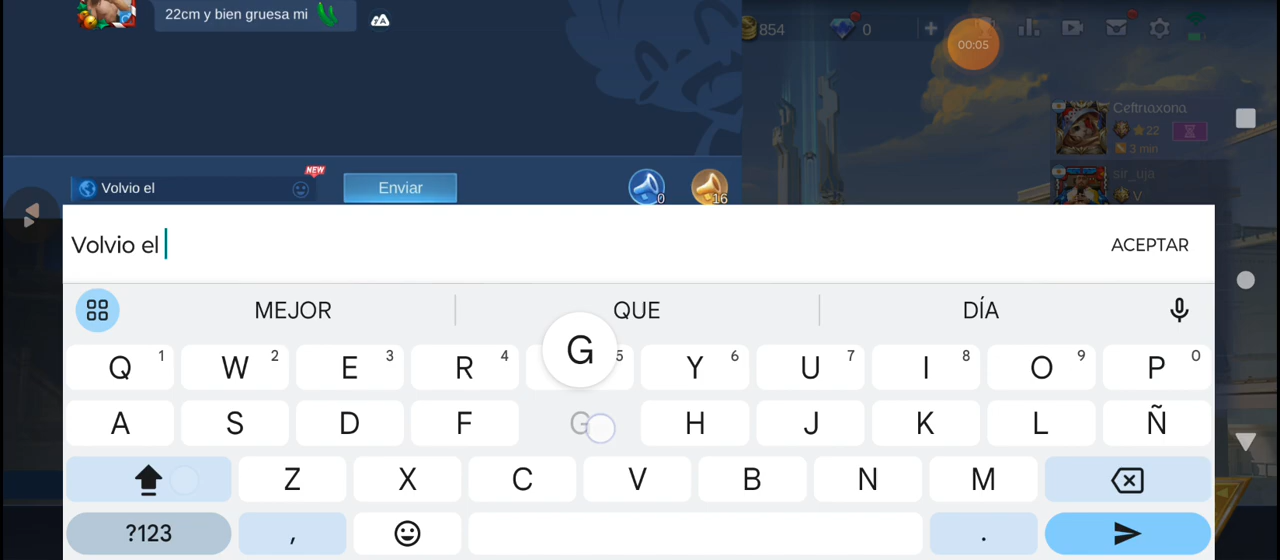 22cm y bien gruesa mi
854
0
00:05
Ceftriaxona
22
3 min
sir_uja
V
NEW
Volvio el
Enviar
0
16
Volvio el
ACEPTAR
MEJOR
QUE
DÍA
G
Q 1 W 2 E 3 R 4 5 Y 6 U 7 I 8 O 9 P 0
A S D F G H J K L Ñ
Z X C V B N M
?123 , .